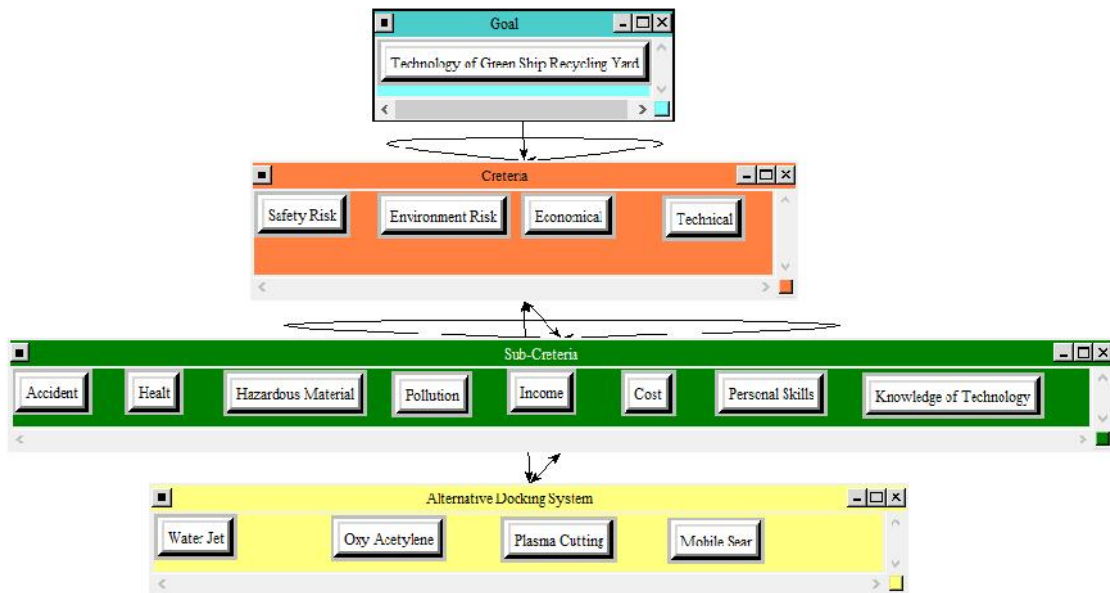 Goal
Technology of Green Ship Recycling Yard
Creteria
Safety Risk
Environment Risk
Economical
Technical
Sub-Creteria
Accident
Healt
Hazardous Material
Pollution
Income
Cost
Personal Skills
Knowledge of Technology
Alternative Docking System
Water Jet
Oxy Acetylene
Plasma Cutting
Mobile Sear